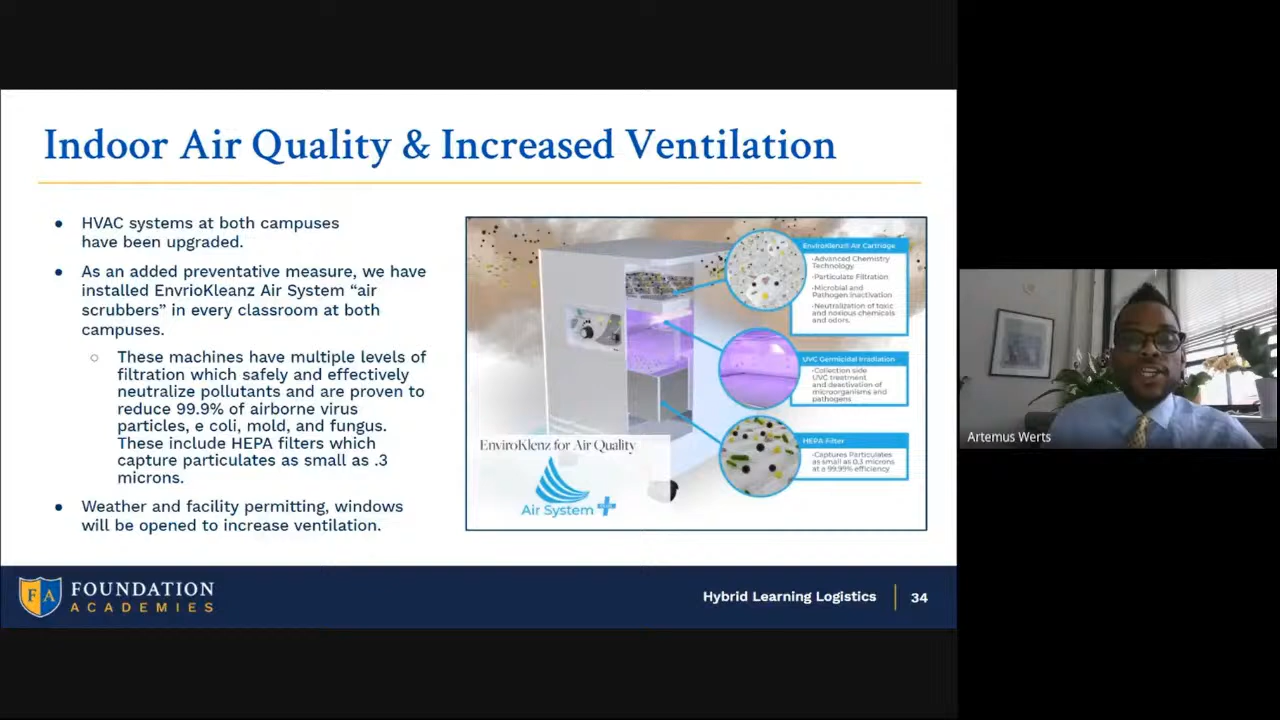 Indoor Air Quality & Increased Ventilation
● HVAC systems at both campuses
have been upgraded.
● As an added preventative measure, we have
installed EnvrioKleanz Air System “air
scrubbers” in every classroom at both
campuses.
○ These machines have multiple levels of
filtration which safely and effectively
neutralize pollutants and are proven to
reduce 99.9% of airborne virus
particles, e coli, mold, and fungus.
These include HEPA filters which
capture particulates as small as .3
microns.
● Weather and facility permitting, windows
will be opened to increase ventilation.
EnviroKlenz® Air Cartridge
-Advanced Chemistry
Technology
-Particulate Filtration
-Microbial and
Pathogen Inactivation
-Neutralization of toxic
and noxious chemicals
and odors.
UVC Germicidal Irradiation
-Collection side
UVC treatment
and deactivation of
microorganisms and
pathogens
HEPA Filter
-Captures Particulates
as small as 0.3 microns
at a 99.99% efficiency
EnviroKlenz for Air Quality
Air System +
FA
FOUNDATION
ACADEMIES
Hybrid Learning Logistics
34
Artemus Werts